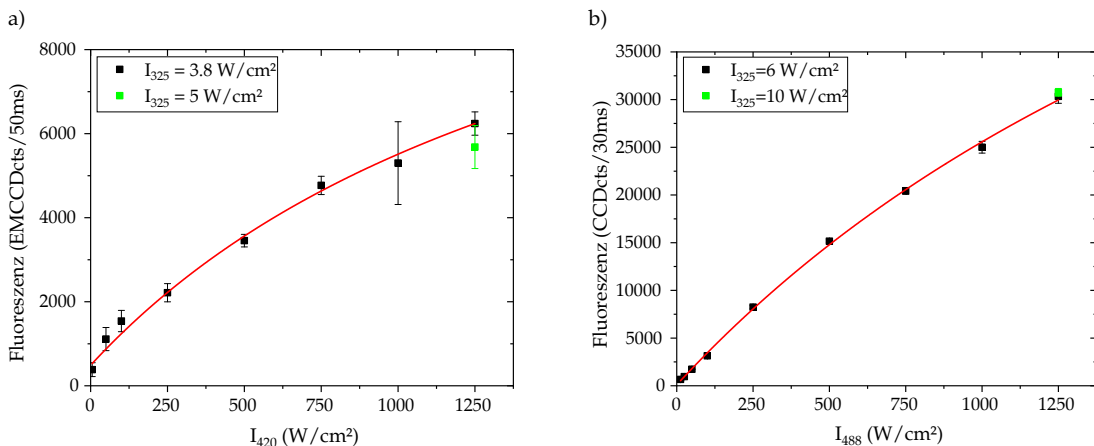 a)
Fluoreszenz (EMCCDcts/50ms)
8000
6000
4000
2000
0
I₃₂₅ = 3.8 W/cm²
I₃₂₅ = 5 W/cm²
0 250 500 750 1000 1250
I₄₂₀ (W/cm²)
b)
Fluoreszenz (CCDcts/30ms)
35000
30000
25000
20000
15000
10000
5000
0
I₃₂₅=6 W/cm²
I₃₂₅=10 W/cm²
0 250 500 750 1000 1250
I₄₈₈ (W/cm²)